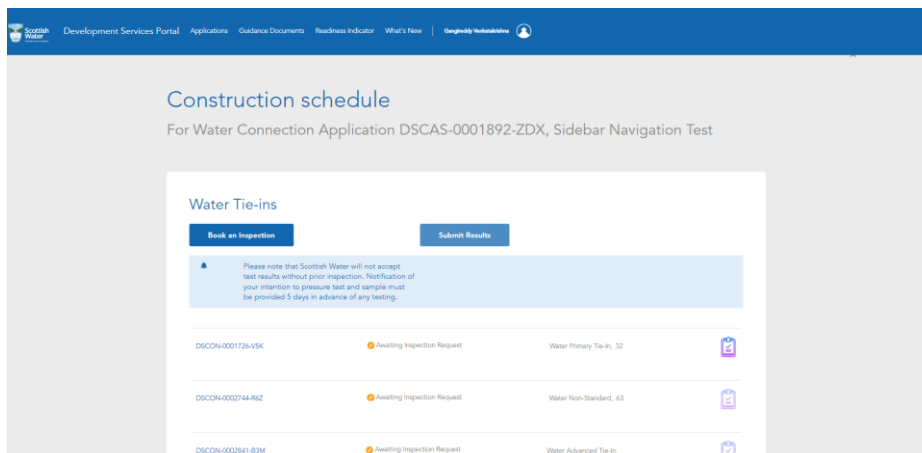 Scottish
Water
Development Services Portal Applications Guidance Documents Readiness Indicator What's New Gangireddy Venkatakrishna
Construction schedule
For Water Connection Application DSCAS-0001892-ZDX, Sidebar Navigation Test
Water Tie-ins
Book an Inspection Submit Results
Please note that Scottish Water will not accept
test results without prior inspection. Notification of
your intention to pressure test and sample must
be provided 5 days in advance of any testing.
DSCON-0001726-V5K Awaiting Inspection Request Water Primary Tie-In, 32
DSCON-0002744-R6Z Awaiting Inspection Request Water Non-Standard, 63
DSCON-0002841-B3M Awaiting Inspection Request Water Advanced Tie-In,